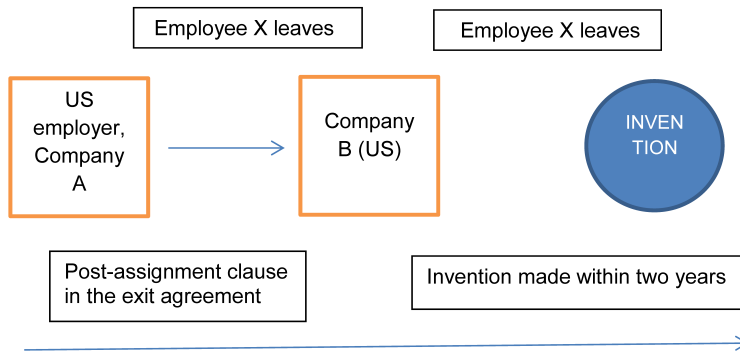 Employee X leaves
Employee X leaves
US
employer,
Company
A
Company
B (US)
INVEN
TION
Post-assignment clause
in the exit agreement
Invention made within two years